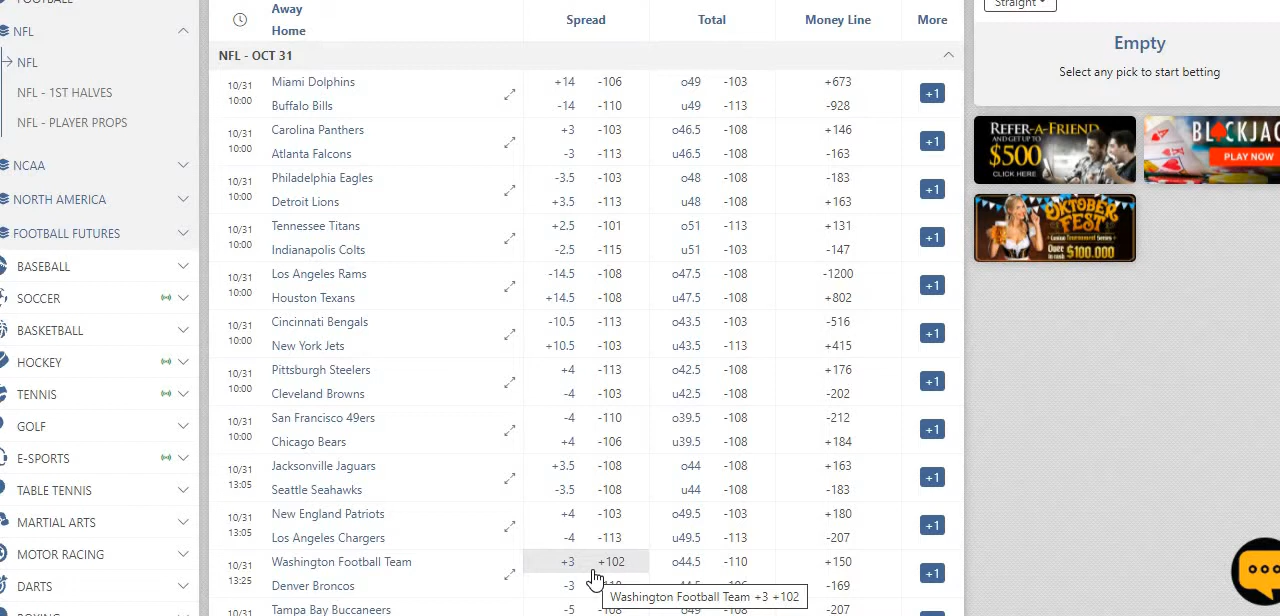 FOOTBALL
NFL
NFL
NFL - 1ST HALVES
NFL - PLAYER PROPS
NCAA
NORTH AMERICA
FOOTBALL FUTURES
BASEBALL
SOCCER
BASKETBALL
HOCKEY
TENNIS
GOLF
E-SPORTS
TABLE TENNIS
MARTIAL ARTS
MOTOR RACING
DARTS
BOXING
Away
Home
Spread Total Money Line More
NFL - OCT 31
10/31 10:00
Miami Dolphins +14 -106 o49 -103 +673
Buffalo Bills -14 -110 u49 -113 -928
+1
10/31 10:00
Carolina Panthers +3 -103 o46.5 -108 +146
Atlanta Falcons -3 -113 u46.5 -108 -163
+1
10/31 10:00
Philadelphia Eagles -3.5 -103 o48 -108 -183
Detroit Lions +3.5 -113 u48 -108 +163
+1
10/31 10:00
Tennessee Titans +2.5 -101 o51 -113 +131
Indianapolis Colts -2.5 -115 u51 -103 -147
+1
10/31 10:00
Los Angeles Rams -14.5 -108 o47.5 -108 -1200
Houston Texans +14.5 -108 u47.5 -108 +802
+1
10/31 10:00
Cincinnati Bengals -10.5 -113 o43.5 -103 -516
New York Jets +10.5 -103 u43.5 -113 +415
+1
10/31 10:00
Pittsburgh Steelers +4 -113 o42.5 -108 +176
Cleveland Browns -4 -103 u42.5 -108 -202
+1
10/31 10:00
San Francisco 49ers -4 -110 o39.5 -108 -212
Chicago Bears +4 -106 u39.5 -108 +184
+1
10/31 13:05
Jacksonville Jaguars +3.5 -108 o44 -108 +163
Seattle Seahawks -3.5 -108 u44 -108 -183
+1
10/31 13:05
New England Patriots +4 -103 o49.5 -103 +180
Los Angeles Chargers -4 -113 u49.5 -113 -207
+1
10/31 13:25
Washington Football Team +3 +102 o44.5 -110 +150
Denver Broncos -3 -169
+1
Washington Football Team +3 +102
Tampa Bay Buccaneers -5 -108 o49 -108 -207
Straight
Empty
Select any pick to start betting
REFER-A-FRIEND
AND GET UP TO
$500
CLICK HERE
BLACKJAC
PLAY NOW
OKTOBER
FEST
Casino Tournament Series
Over $100.000
in cash